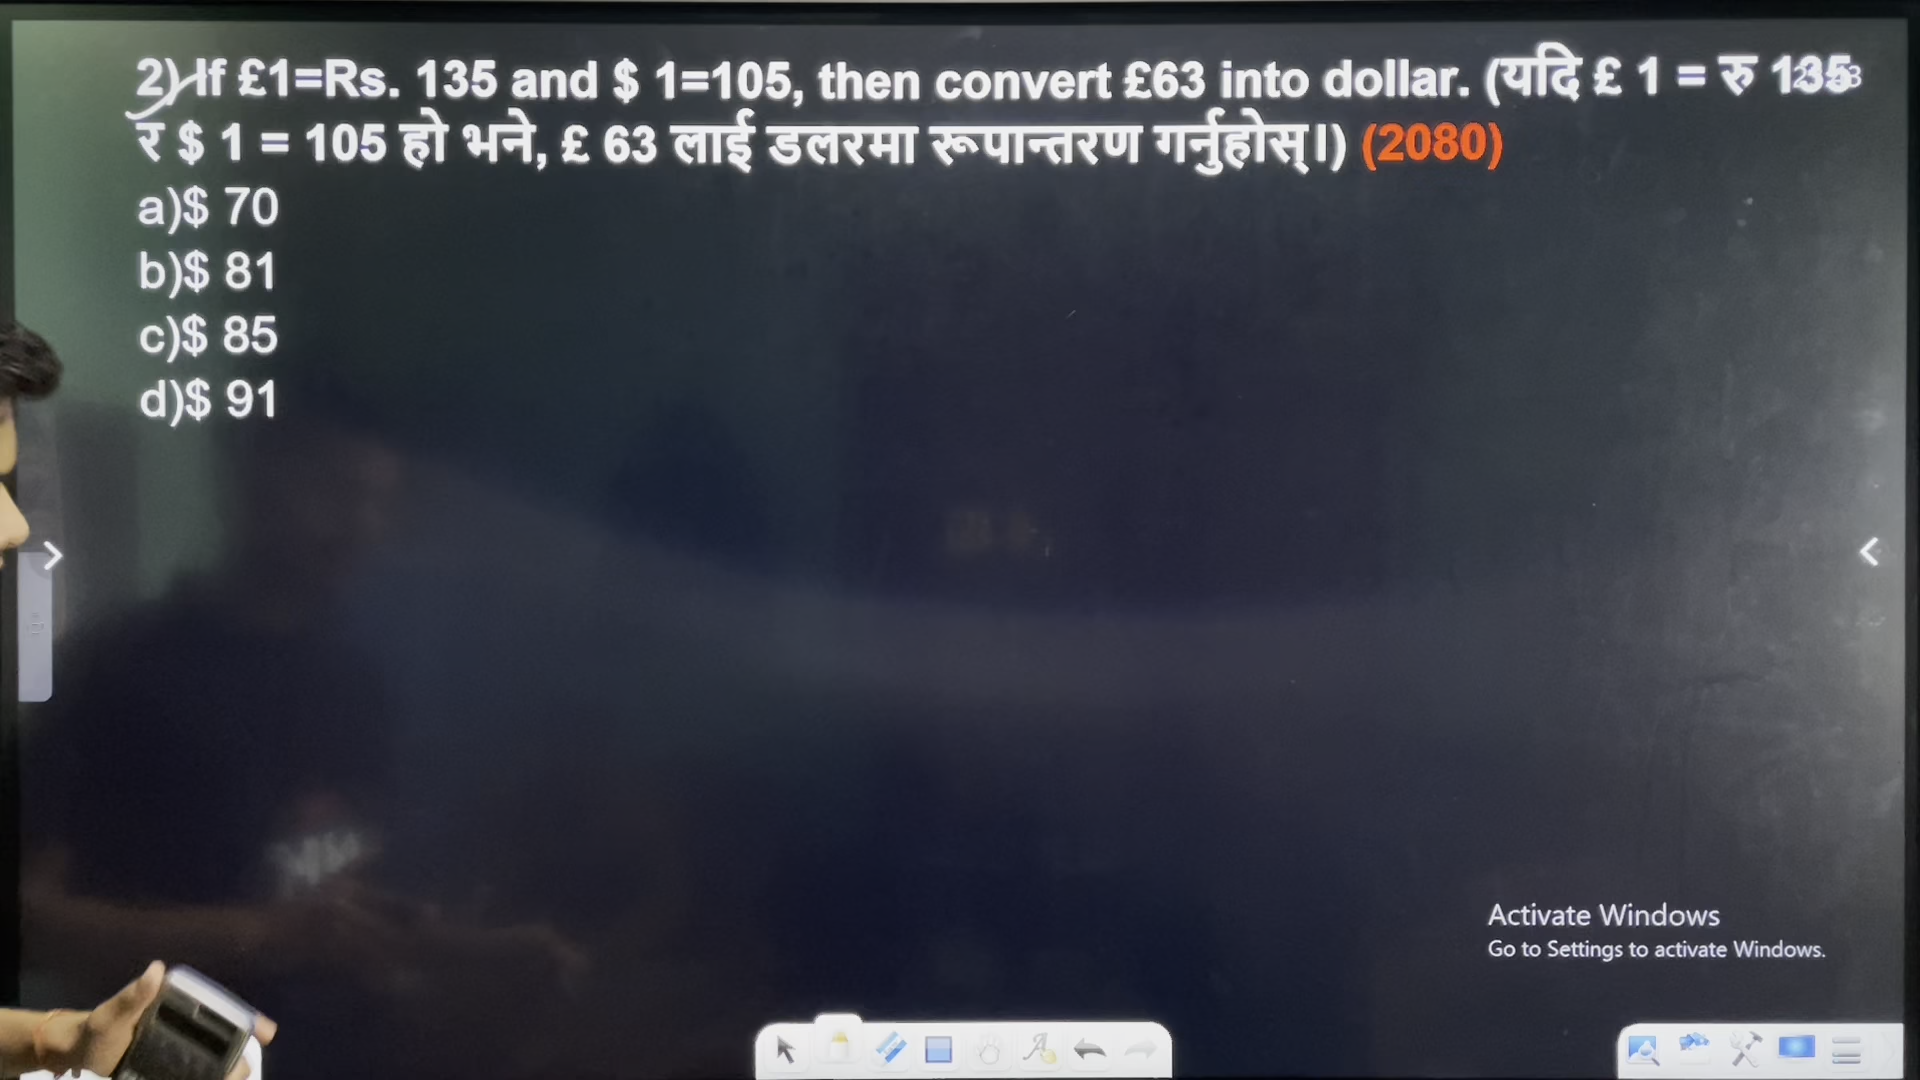 2) If £1=Rs. 135 and $ 1=105, then convert £63 into dollar. (यदि £ 1 = रु 135
र $ 1 = 105 हो भने, £ 63 लाई डलरमा रूपान्तरण गर्नुहोस्।) (2080)
a)$ 70
b)$ 81
c)$ 85
d)$ 91
Activate Windows
Go to Settings to activate Windows.